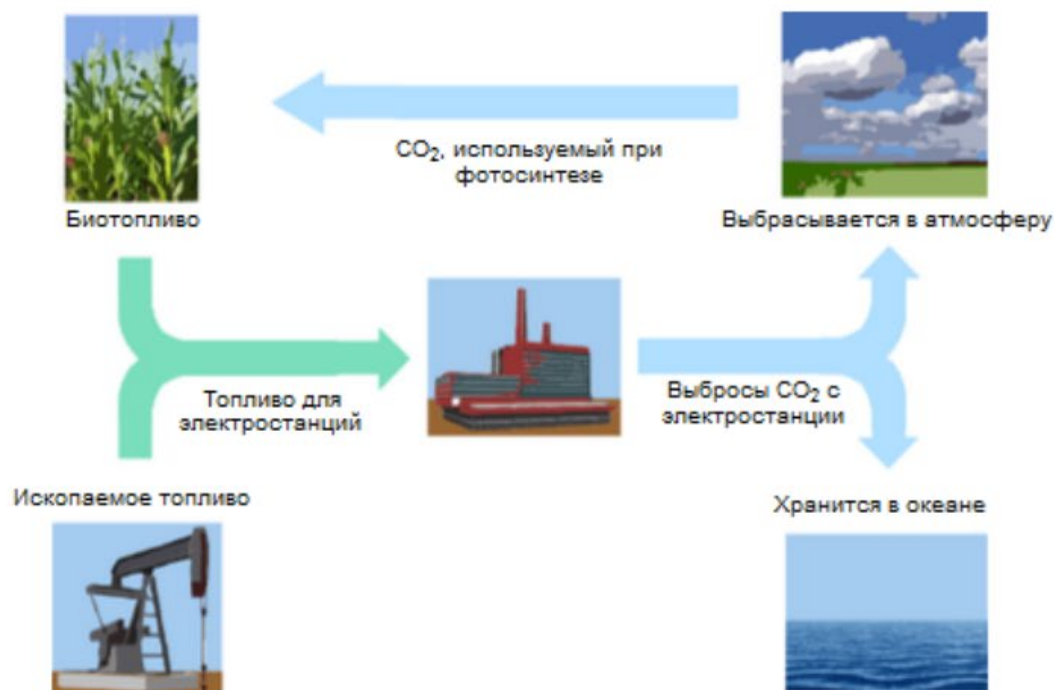 CO₂, используемый при
фотосинтезе
Биотопливо
Выбрасывается в атмосферу
Топливо для
электростанций
Выбросы CO₂ с
электростанции
Ископаемое топливо
Хранится в океане